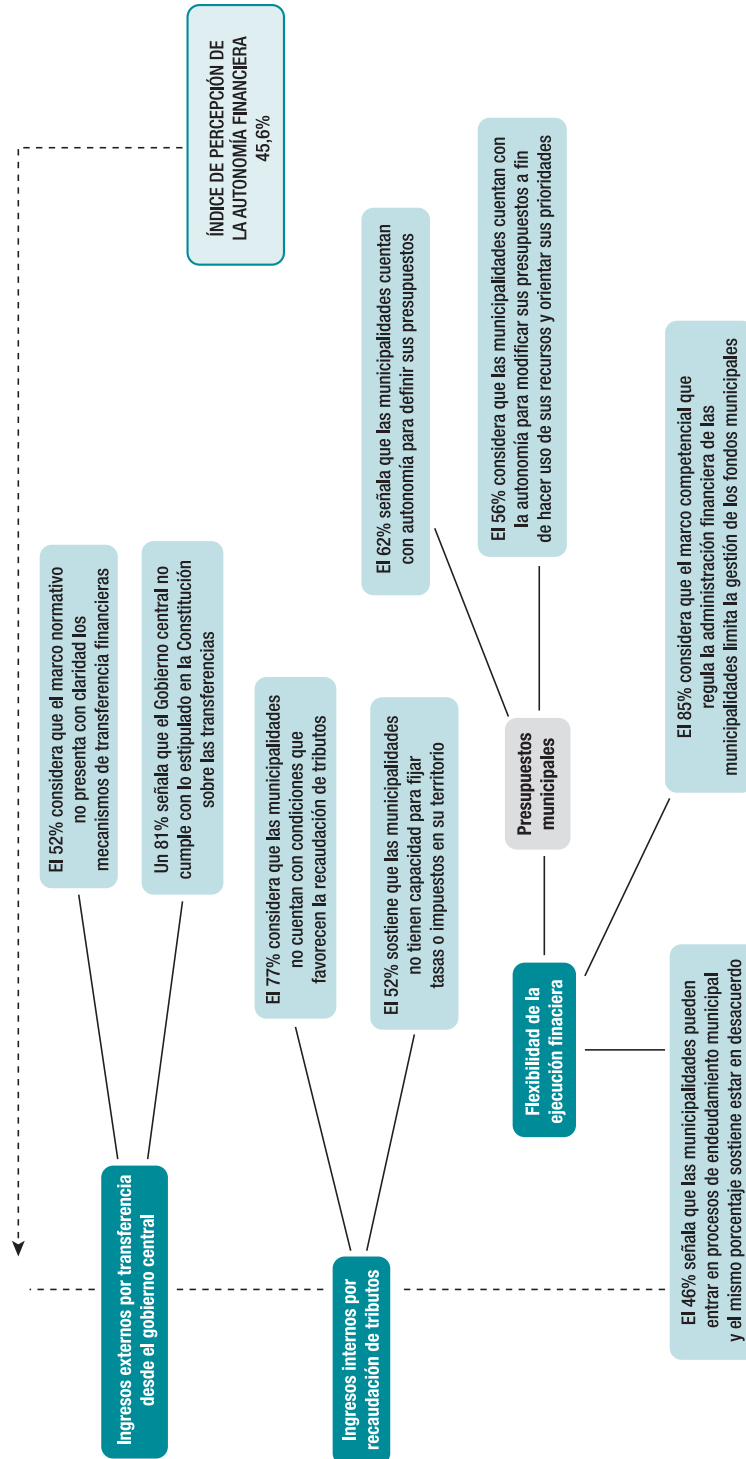 ÍNDICE DE PERCEPCIÓN DE
LA AUTONOMÍA FINANCIERA
45,6%
Ingresos externos por transferencia
desde el gobierno central
El 52% considera que el marco normativo
no presenta con claridad los
mecanismos de transferencia financieras
Un 81% señala que el Gobierno central no
cumple con lo estipulado en la Constitución
sobre las transferencias
Ingresos internos por
recaudación de tributos
El 77% considera que las municipalidades
no cuentan con condiciones que
favorecen la recaudación de tributos
El 52% sostiene que las municipalidades
no tienen capacidad para fijar
tasas o impuestos en su territorio
Flexibilidad de la
ejecución finaciera
Presupuestos
municipales
El 62% señala que las municipalidades cuentan
con autonomía para definir sus presupuestos
El 56% considera que las municipalidades cuentan con
la autonomía para modificar sus presupuestos a fin
de hacer uso de sus recursos y orientar sus prioridades
El 46% señala que las municipalidades pueden
entrar en procesos de endeudamiento municipal
y el mismo porcentaje sostiene estar en desacuerdo
El 85% considera que el marco competencial que
regula la administración financiera de las
municipalidades limita la gestión de los fondos municipales